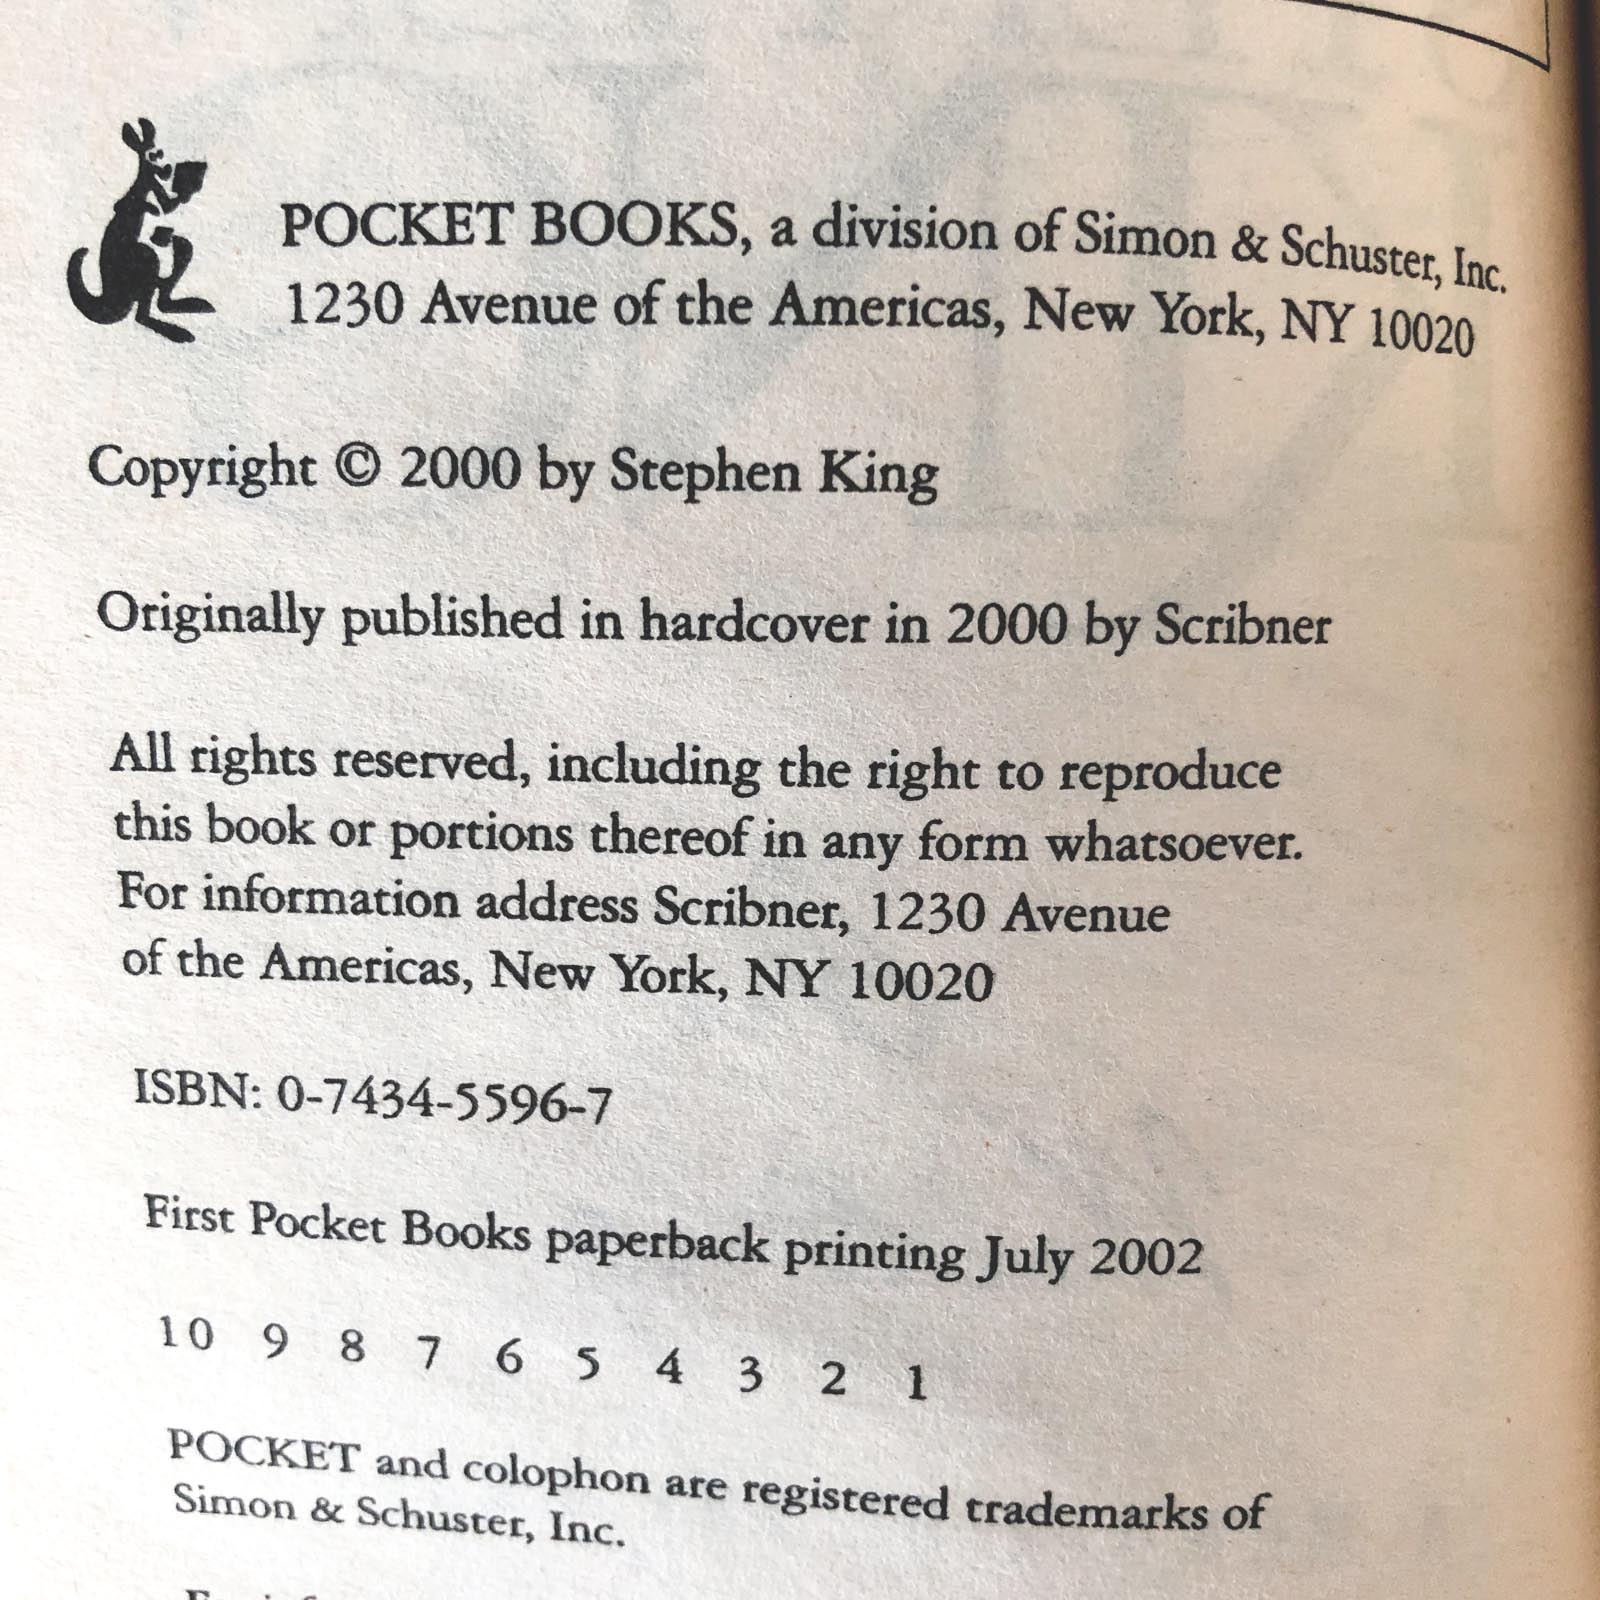 POCKET BOOKS, a division of Simon & Schuster, Inc.
1230 Avenue of the Americas, New York, NY 10020
Copyright © 2000 by Stephen King
Originally published in hardcover in 2000 by Scribner
All rights reserved, including the right to reproduce
this book or portions thereof in any form whatsoever.
For information address Scribner, 1230 Avenue
of the Americas, New York, NY 10020
ISBN: 0-7434-5596-7
First Pocket Books paperback printing July 2002
10 9 8 7 6 5 4 3 2 1
POCKET and colophon are registered trademarks of
Simon & Schuster, Inc.